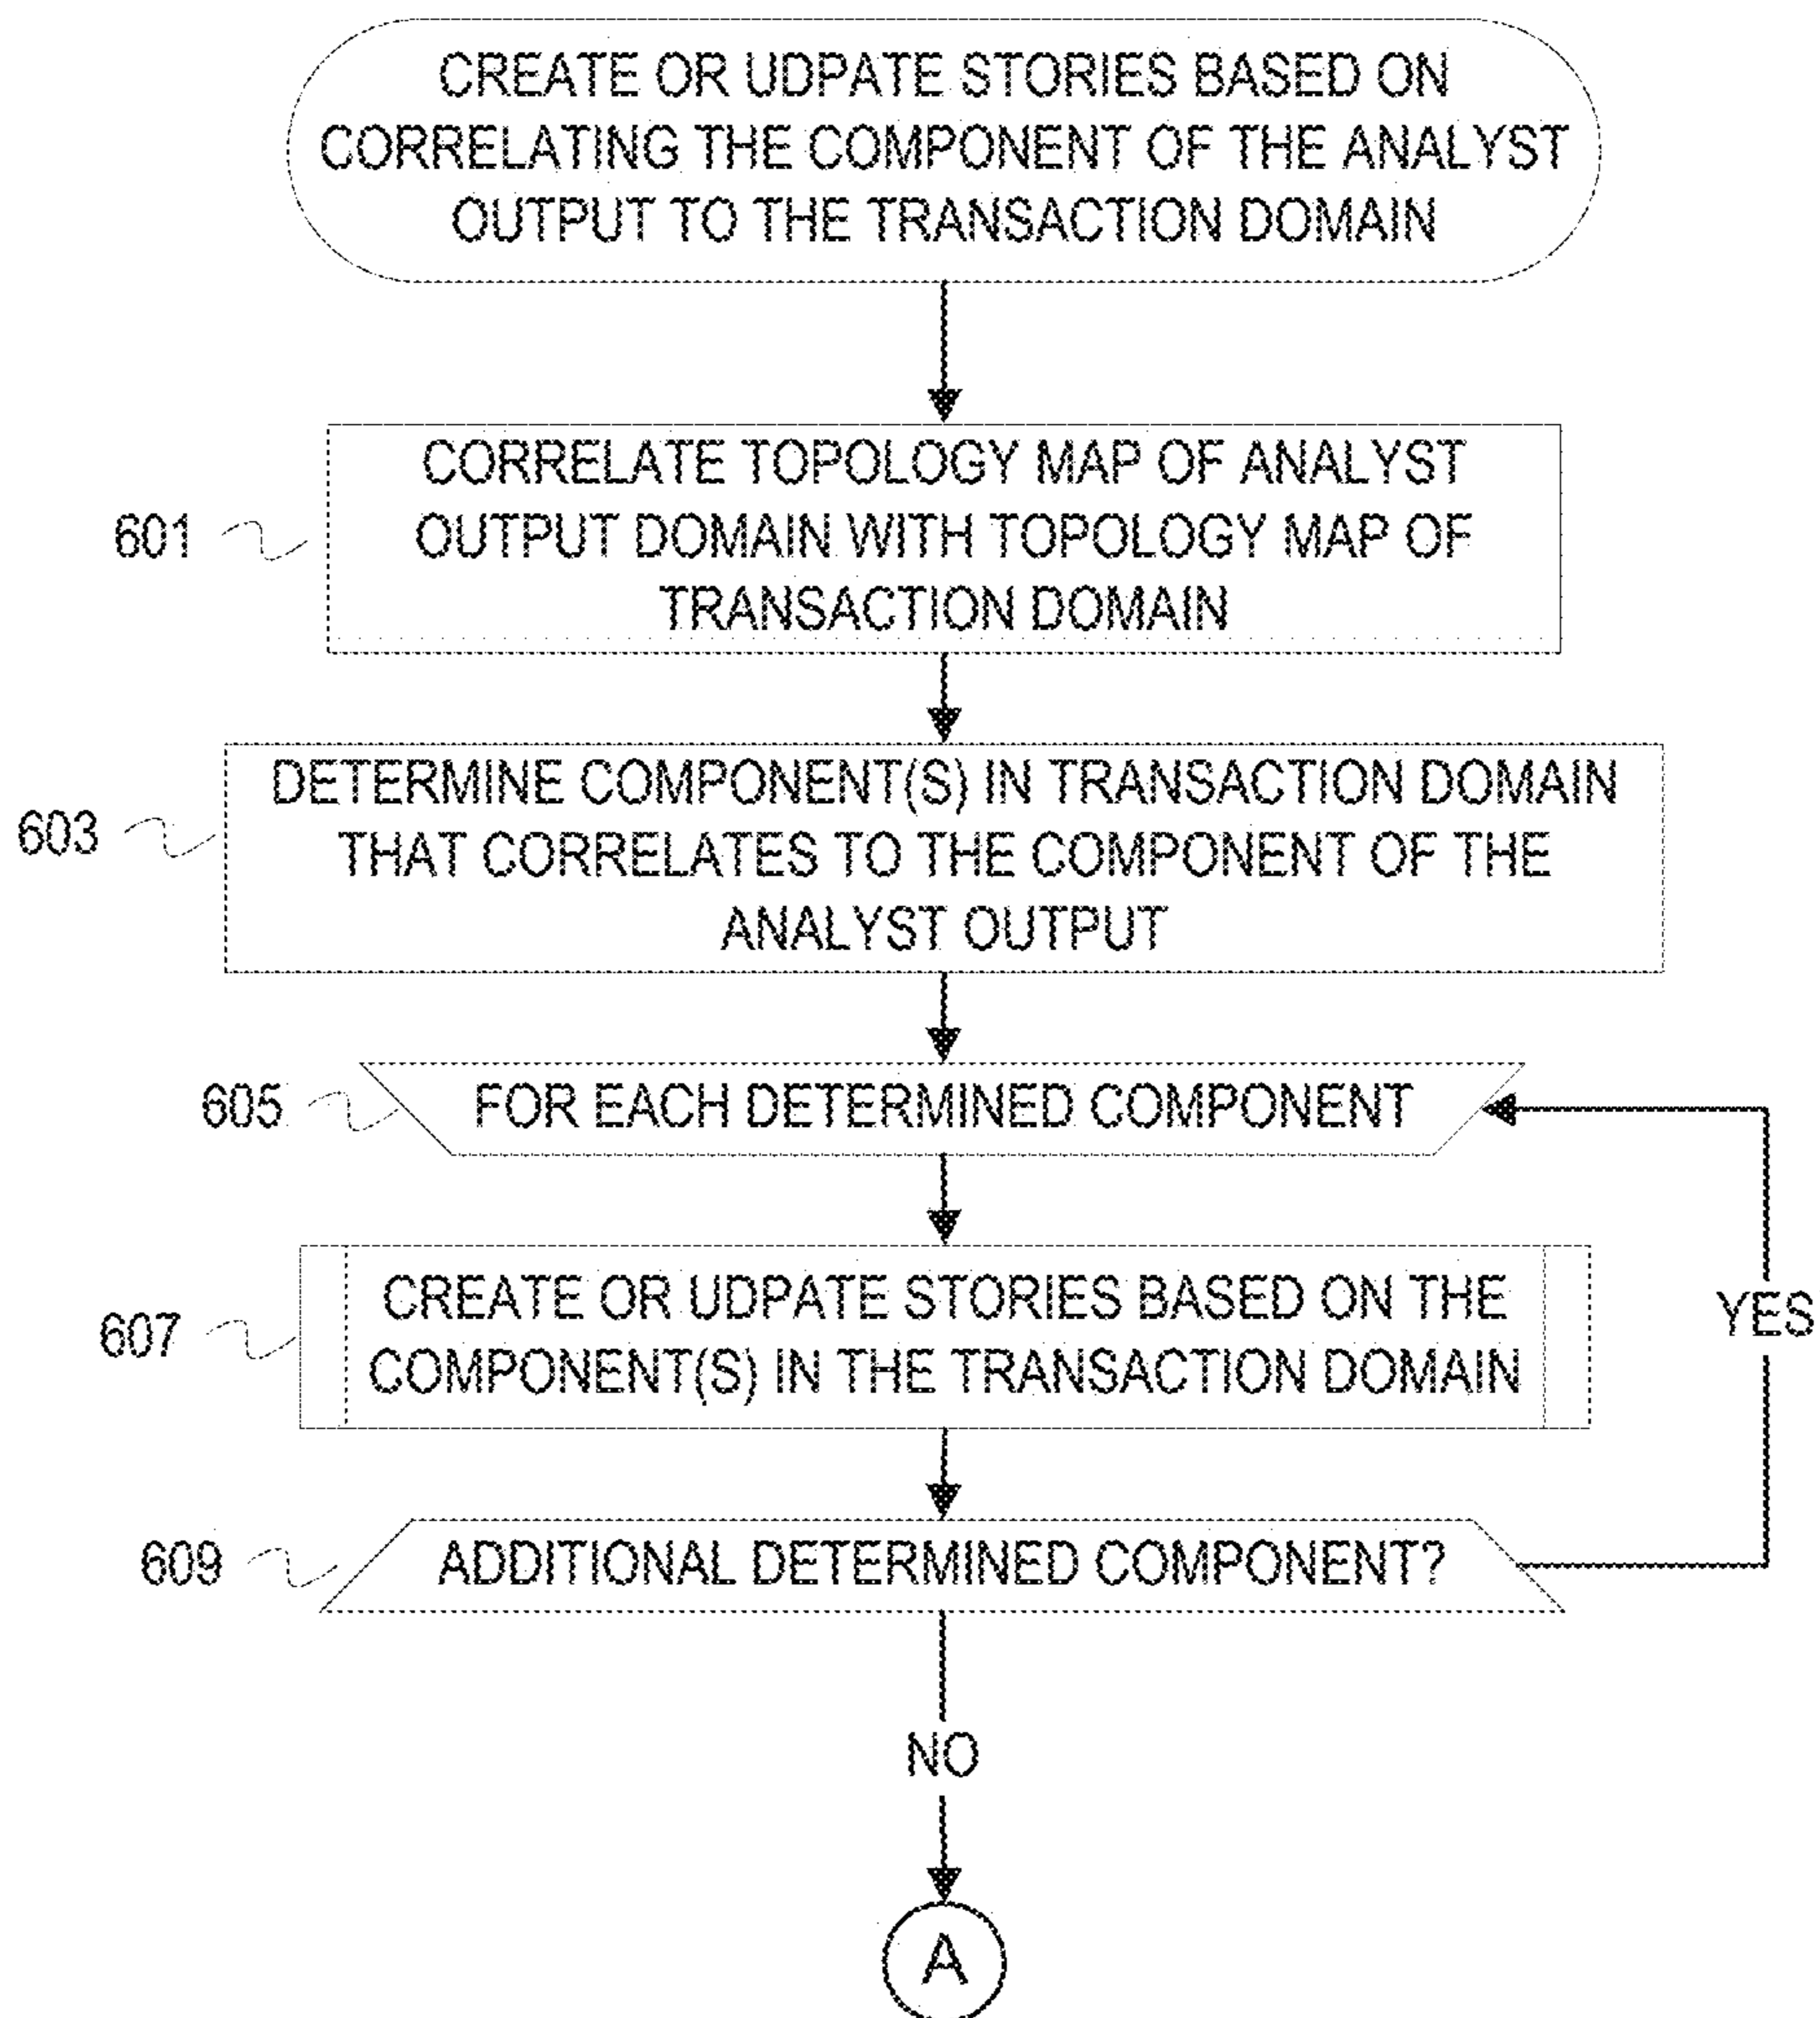 CREATE OR UDPATE STORIES BASED ON
CORRELATING THE COMPONENT OF THE ANALYST
OUTPUT TO THE TRANSACTION DOMAIN
601
CORRELATE TOPOLOGY MAP OF ANALYST
OUTPUT DOMAIN WITH TOPOLOGY MAP OF
TRANSACTION DOMAIN
603
DETERMINE COMPONENT(S) IN TRANSACTION DOMAIN
THAT CORRELATES TO THE COMPONENT OF THE
ANALYST OUTPUT
605
FOR EACH DETERMINED COMPONENT
607
CREATE OR UDPATE STORIES BASED ON THE
COMPONENT(S) IN THE TRANSACTION DOMAIN
YES
609
ADDITIONAL DETERMINED COMPONENT?
NO
A